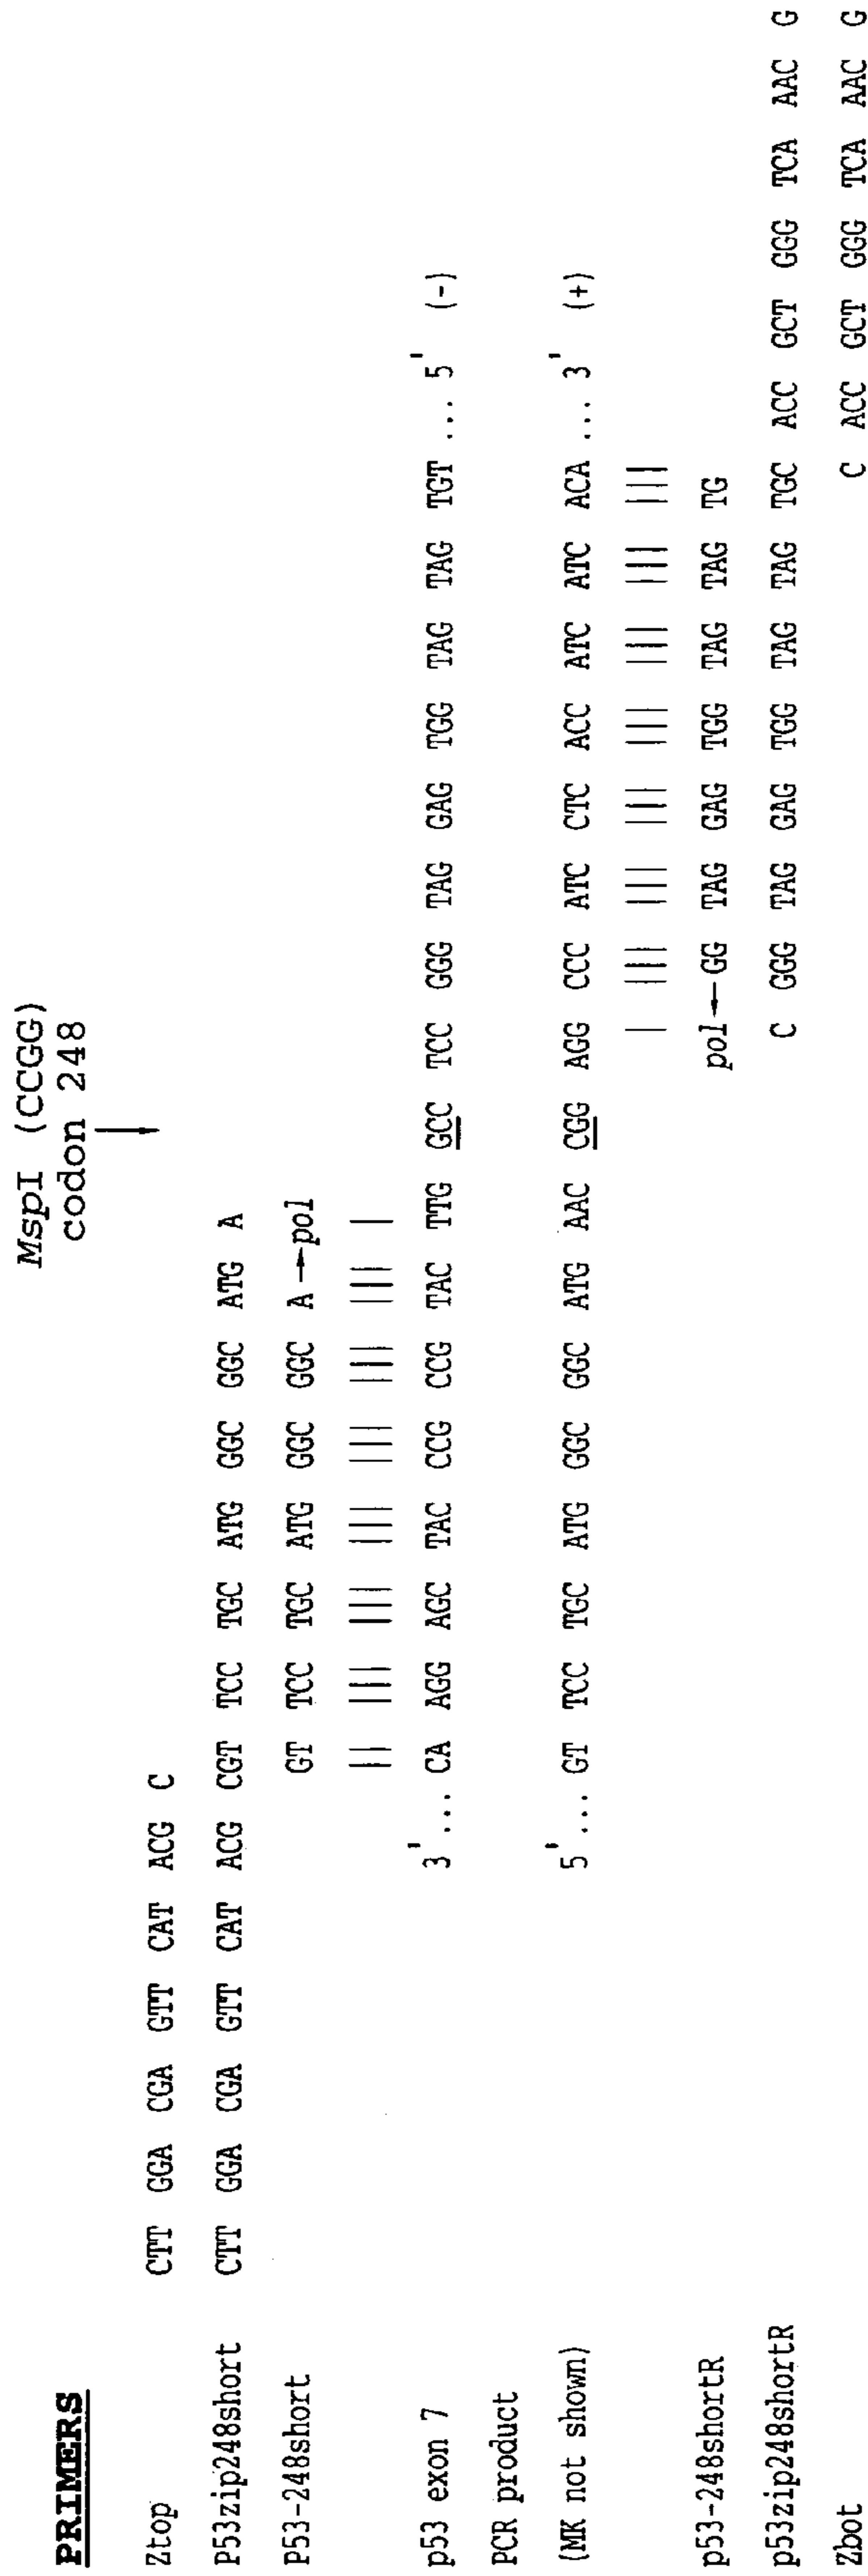 MspI (CCGG)
codon 248
PRIMERS
Ztop CTT GGA CGA GTT CAT ACG C
P53zip248short CTT GGA CGA GTT CAT ACG CGT TCC TGC ATG GGC GGC ATG A
P53-248short GT TCC TGC ATG GGC GGC A → pol
p53 exon 7 3' ... CA AGG AGC TAC CCG CCG TAC TTG GCC TCC GGG TAG GAG TGG TAG TAG TGT ... 5' (-)
PCR product
(MK not shown) 5' ... GT TCC TGC ATG GGC GGC ATG AAC CGG AGG CCC ATC CTC ACC ATC ATC ACA ... 3' (+)
p53-248shortR pol ← GG TAG GAG TGG TAG TAG TG
p53zip248shortR C GGG TAG GAG TGG TAG TAG TGC ACC GCT GGG TCA AAC G
Zbot C ACC GCT GGG TCA AAC G